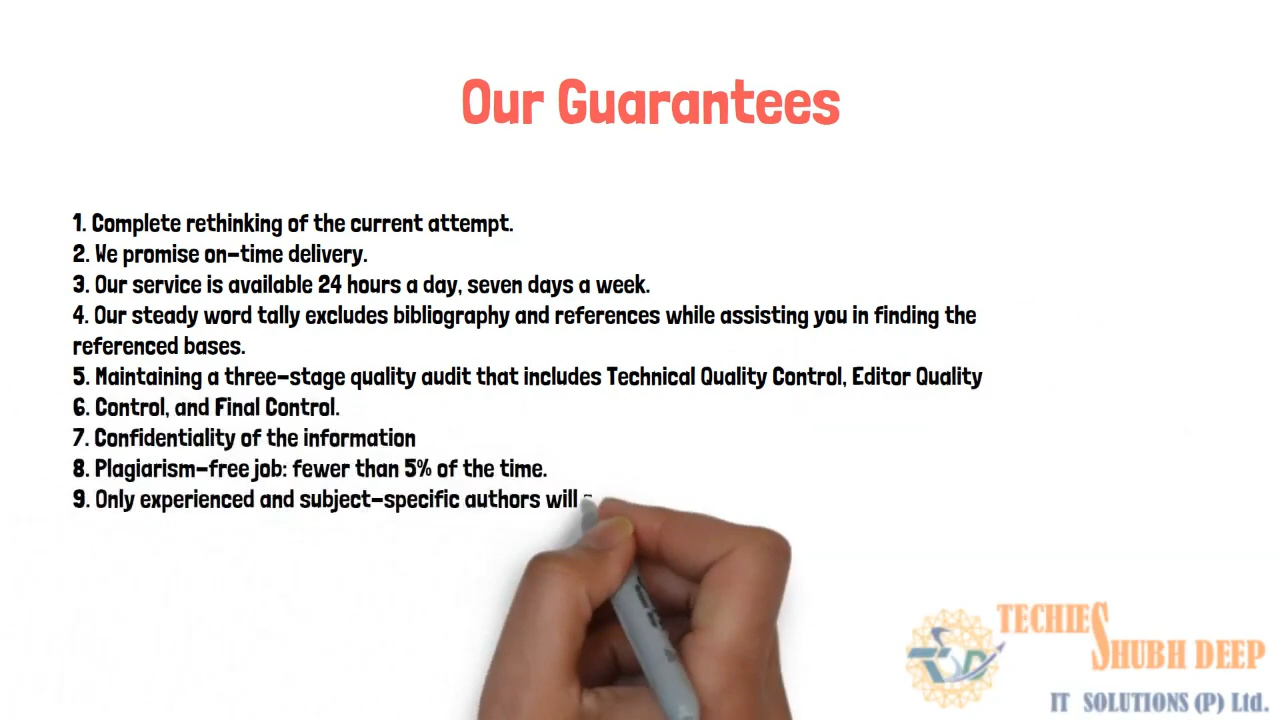 Our Guarantees
1. Complete rethinking of the current attempt.
2. We promise on-time delivery.
3. Our service is available 24 hours a day, seven days a week.
4. Our steady word tally excludes bibliography and references while assisting you in finding the
referenced bases.
5. Maintaining a three-stage quality audit that includes Technical Quality Control, Editor Quality
6. Control, and Final Control.
7. Confidentiality of the information
8. Plagiarism-free job: fewer than 5% of the time.
9. Only experienced and subject-specific authors will
TECHIES
SHUBH DEEP
IT SOLUTIONS (P) Ltd.